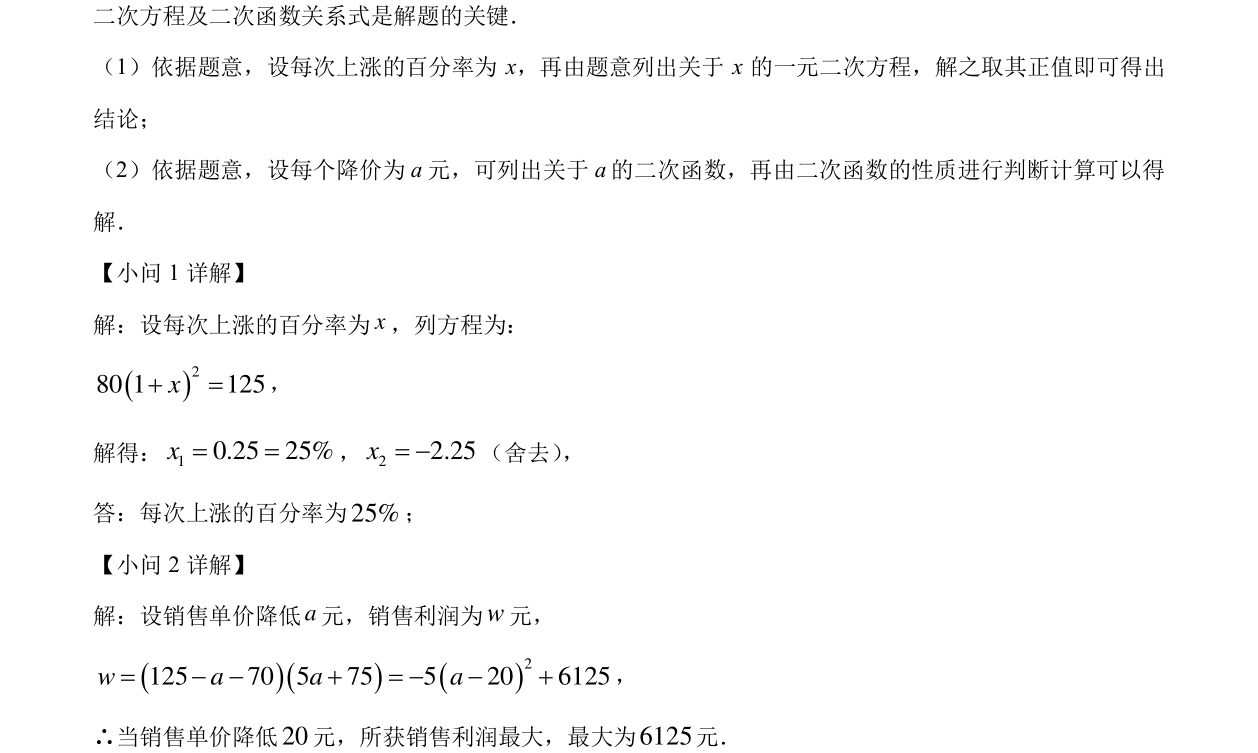 二次方程及二次函数关系式是解题的关键．
（1）依据题意，设每次上涨的百分率为 x，再由题意列出关于 x 的一元二次方程，解之取其正值即可得出
结论；
（2）依据题意，设每个降价为 a 元，可列出关于 a 的二次函数，再由二次函数的性质进行判断计算可以得
解．
【小问 1 详解】
解：设每次上涨的百分率为 x，列方程为：
80(1+x)²=125，
解得：x₁=0.25=25%，x₂=−2.25（舍去），
答：每次上涨的百分率为 25%；
【小问 2 详解】
解：设销售单价降低 a 元，销售利润为 w 元，
w=(125−a−70)(5a+75)=−5(a−20)²+6125，
∴当销售单价降低 20 元，所获销售利润最大，最大为 6125 元．